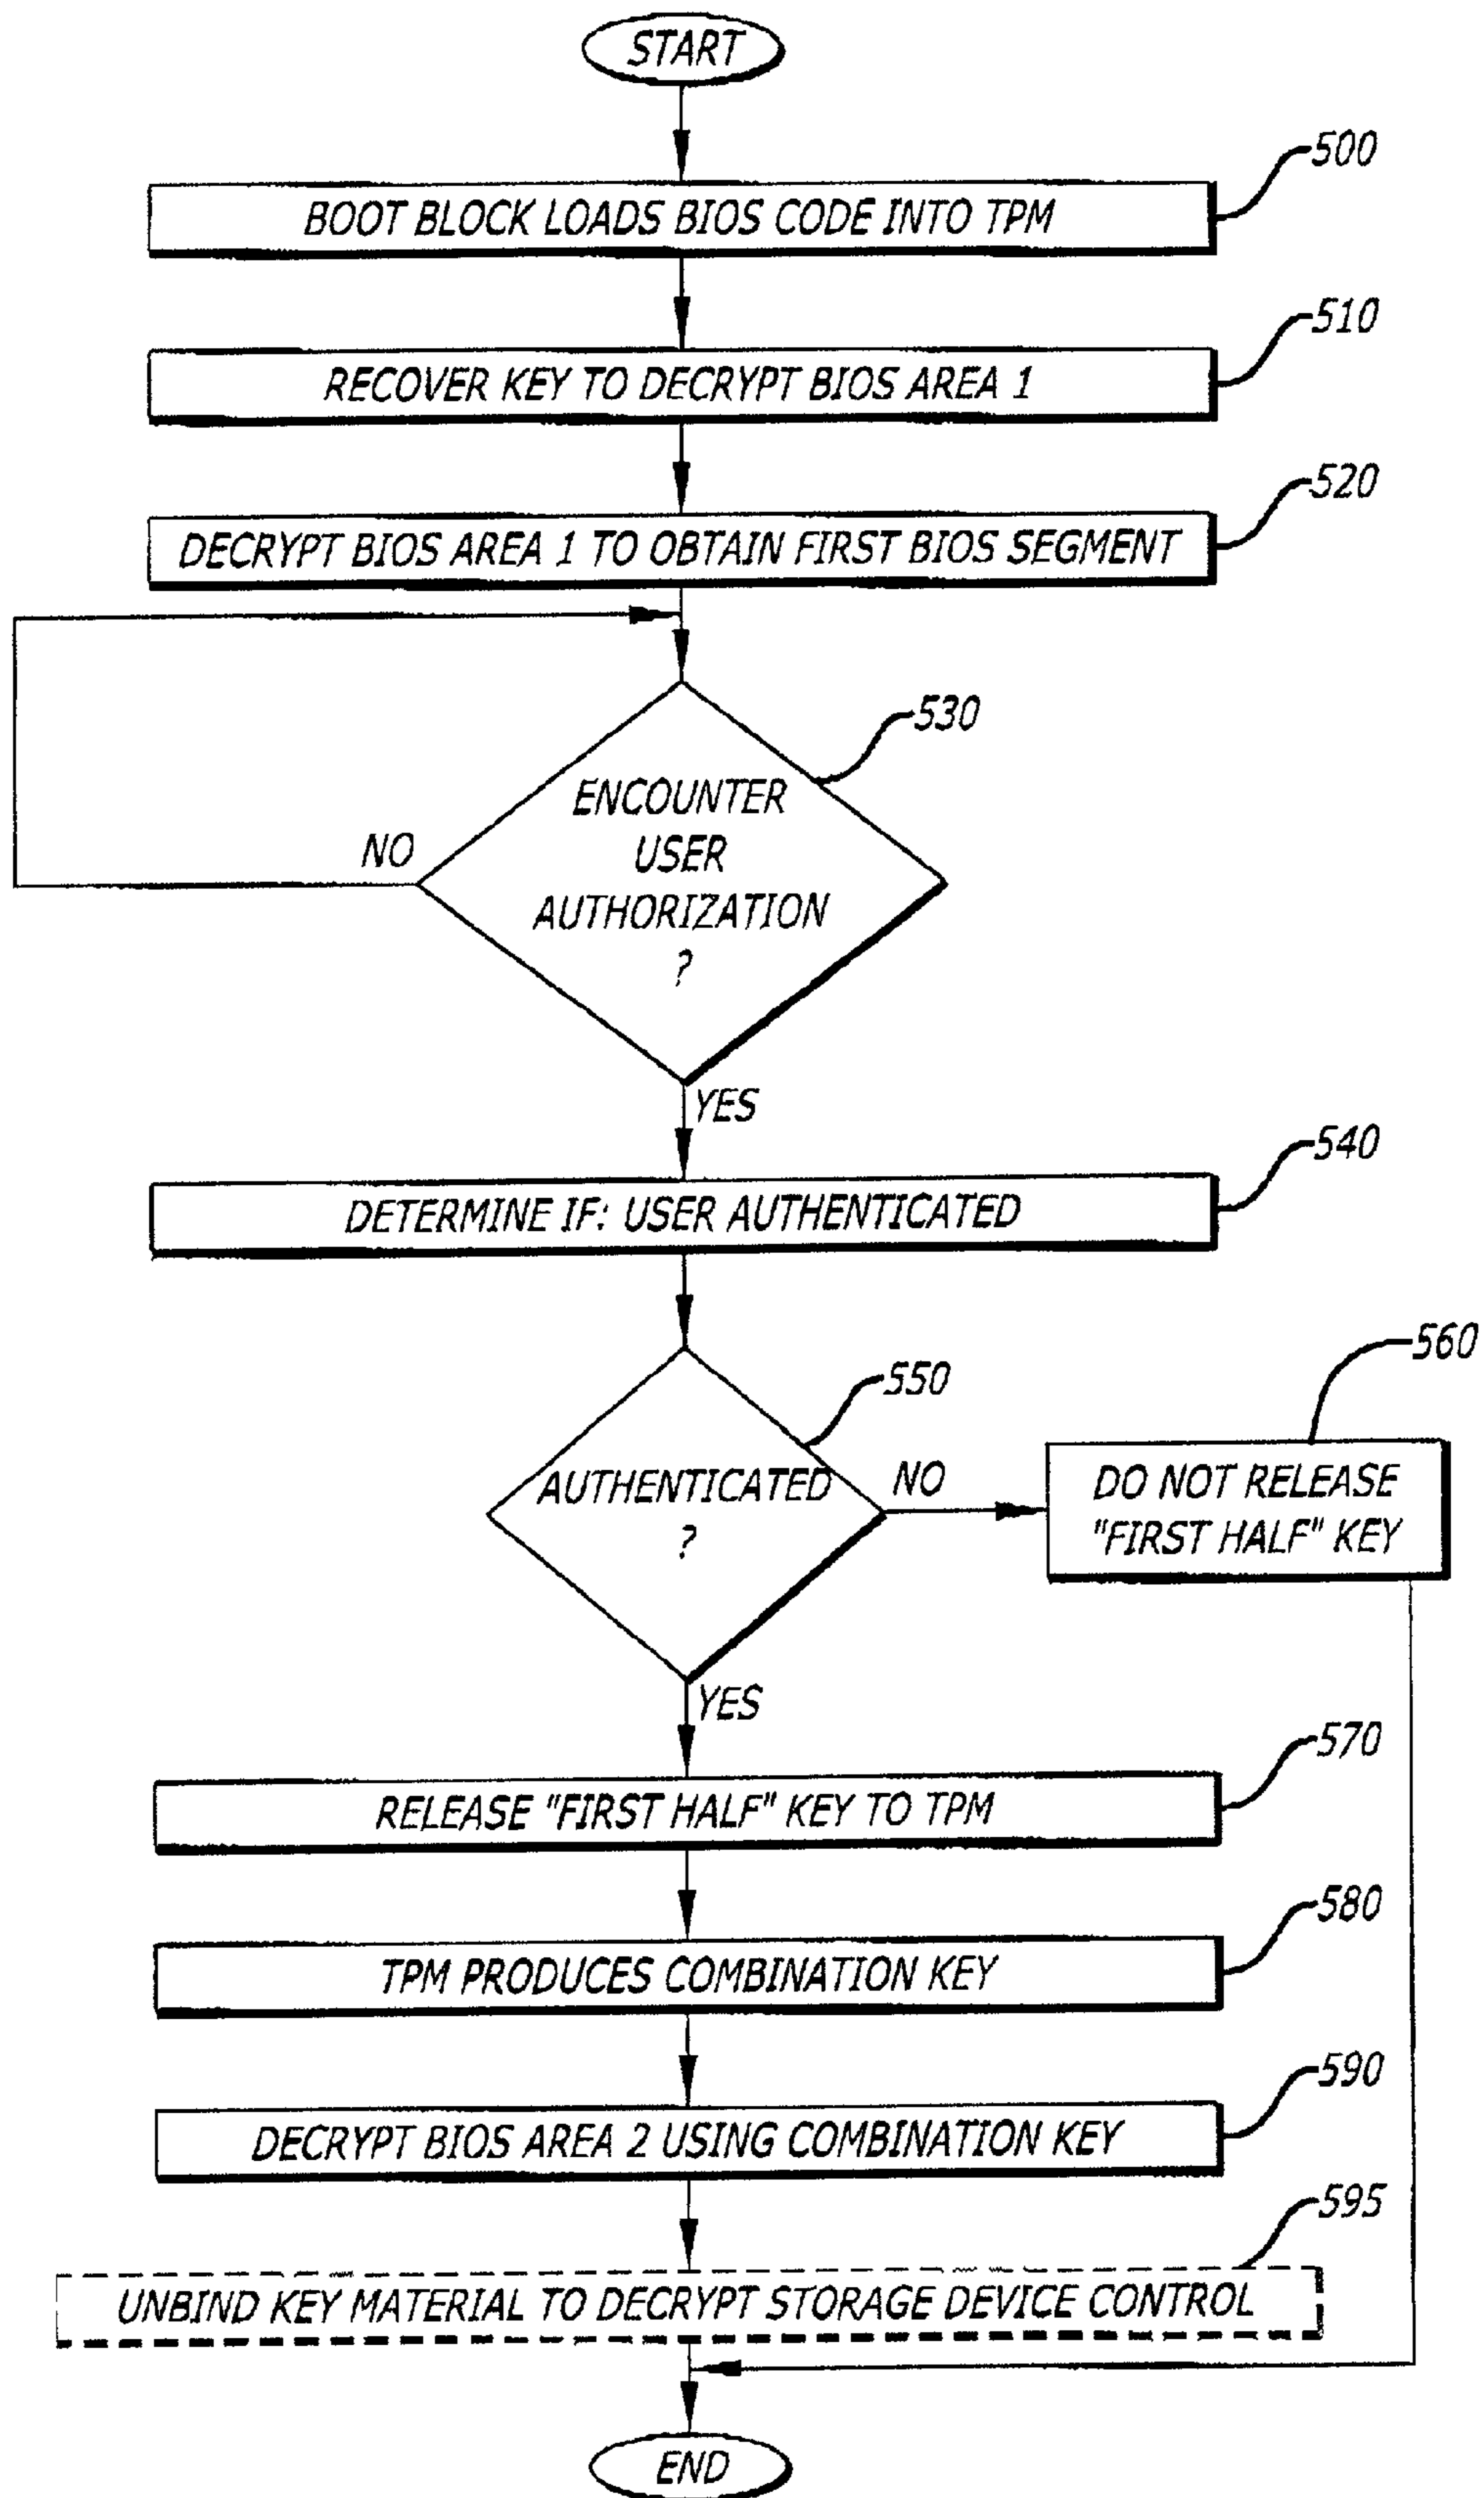 START
500
BOOT BLOCK LOADS BIOS CODE INTO TPM
510
RECOVER KEY TO DECRYPT BIOS AREA 1
520
DECRYPT BIOS AREA 1 TO OBTAIN FIRST BIOS SEGMENT
530
ENCOUNTER
USER
AUTHORIZATION
?
NO
YES
540
DETERMINE IF: USER AUTHENTICATED
550
AUTHENTICATED
?
NO
560
DO NOT RELEASE
"FIRST HALF" KEY
YES
570
RELEASE "FIRST HALF" KEY TO TPM
580
TPM PRODUCES COMBINATION KEY
590
DECRYPT BIOS AREA 2 USING COMBINATION KEY
595
UNBIND KEY MATERIAL TO DECRYPT STORAGE DEVICE CONTROL
END